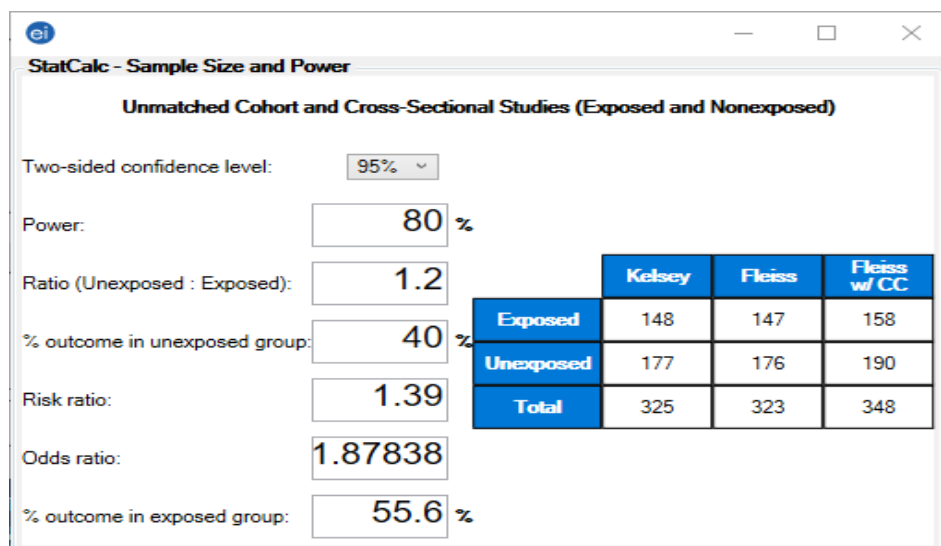 ei
StatCalc - Sample Size and Power
Unmatched Cohort and Cross-Sectional Studies (Exposed and Nonexposed)
Two-sided confidence level: 95%
Power: 80 %
Ratio (Unexposed : Exposed): 1.2
% outcome in unexposed group: 40 %
Risk ratio: 1.39
Odds ratio: 1.87838
% outcome in exposed group: 55.6 %
Kelsey Fleiss Fleiss w/ CC
Exposed 148 147 158
Unexposed 177 176 190
Total 325 323 348